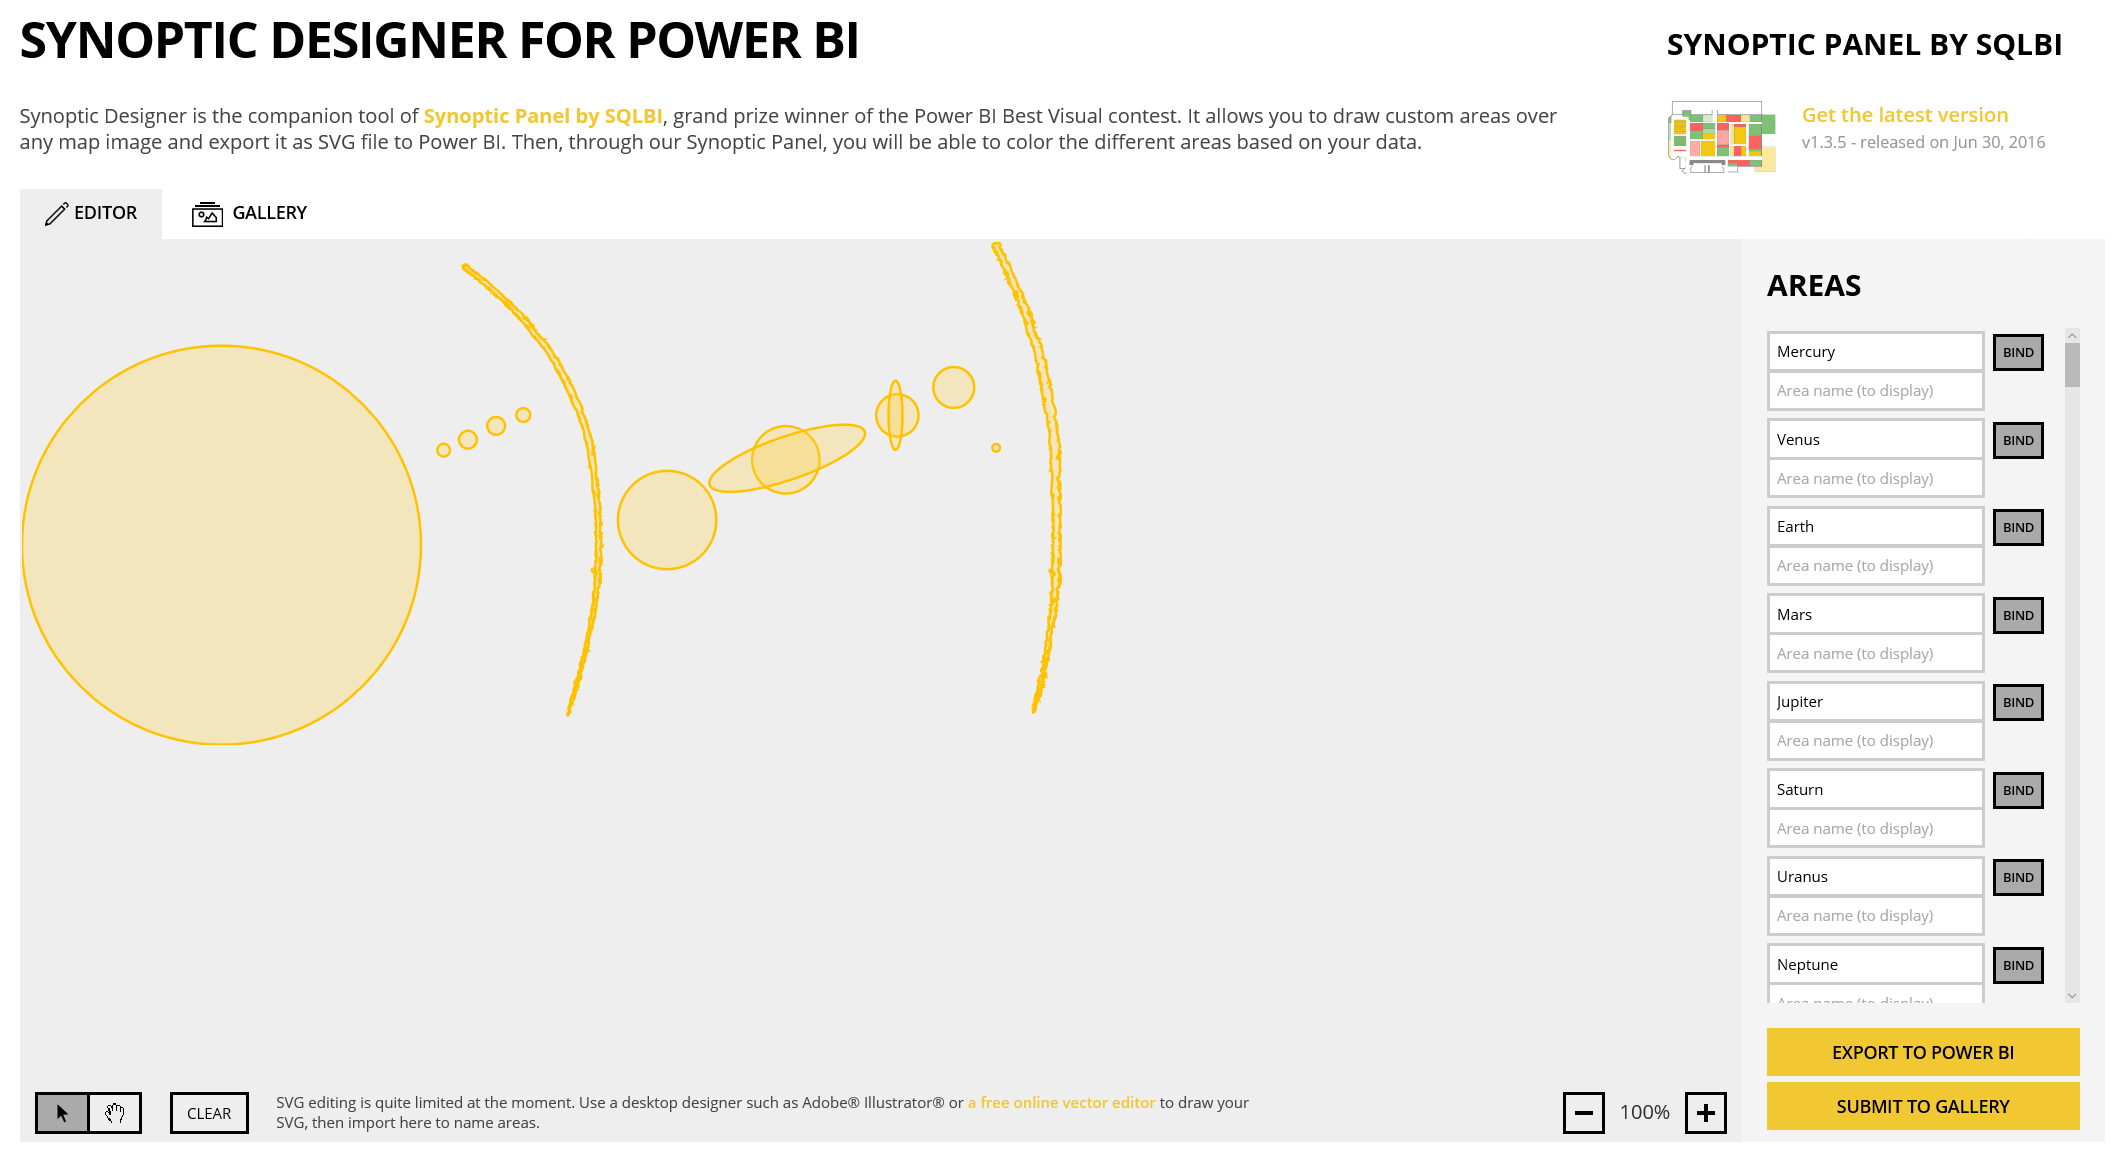 SYNOPTIC DESIGNER FOR POWER BI
SYNOPTIC PANEL BY SQLBI
Synoptic Designer is the companion tool of Synoptic Panel by SQLBI, grand prize winner of the Power BI Best Visual contest. It allows you to draw custom areas over
any map image and export it as SVG file to Power BI. Then, through our Synoptic Panel, you will be able to color the different areas based on your data.
Get the latest version
v1.3.5 - released on Jun 30, 2016
EDITOR
GALLERY
AREAS
Mercury
BIND
Area name (to display)
Venus
BIND
Area name (to display)
Earth
BIND
Area name (to display)
Mars
BIND
Area name (to display)
Jupiter
BIND
Area name (to display)
Saturn
BIND
Area name (to display)
Uranus
BIND
Area name (to display)
Neptune
BIND
Area name (to display)
EXPORT TO POWER BI
SUBMIT TO GALLERY
CLEAR
SVG editing is quite limited at the moment. Use a desktop designer such as Adobe® Illustrator® or a free online vector editor to draw your
SVG, then import here to name areas.
100%